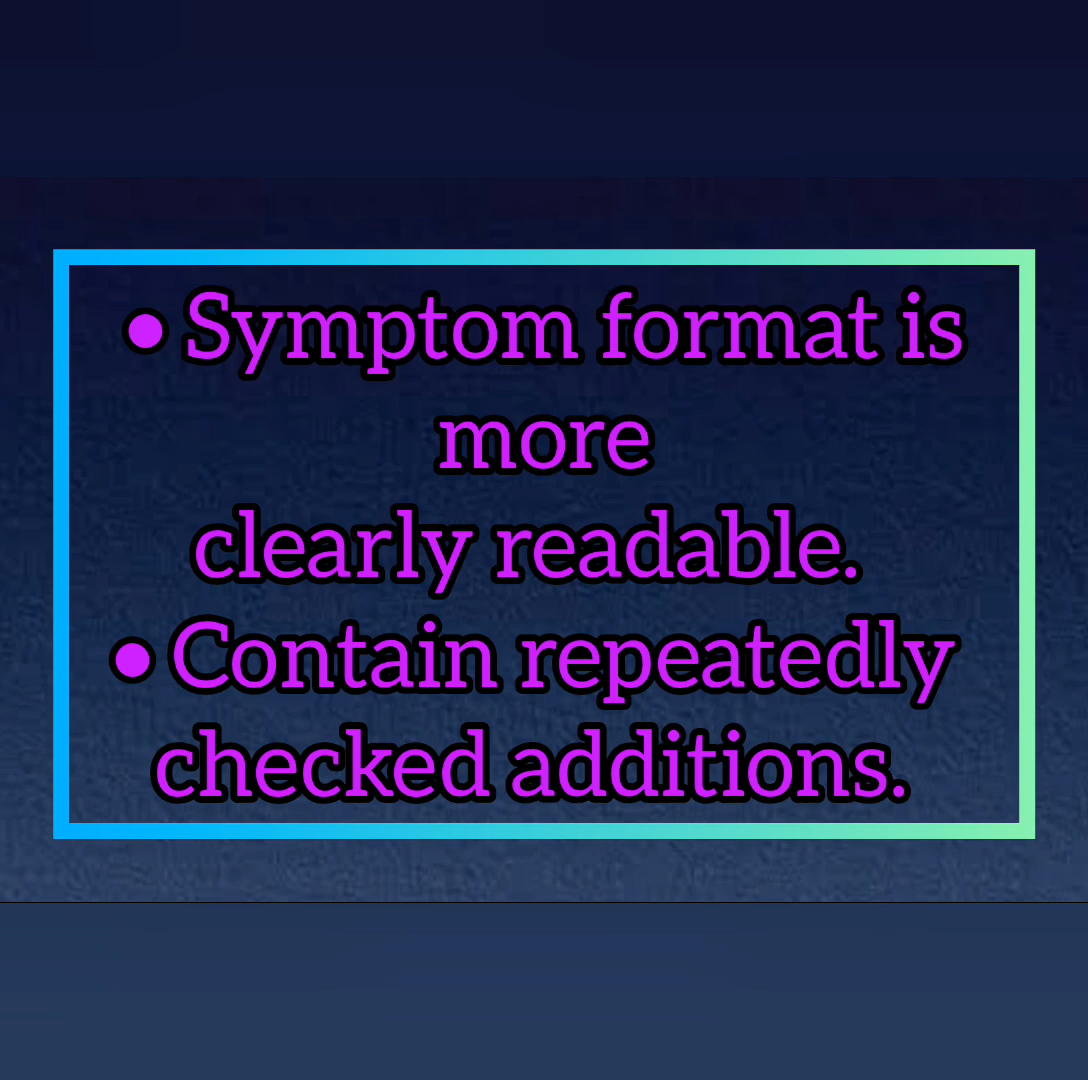 • Symptom format is
more
clearly readable.
• Contain repeatedly
checked additions.